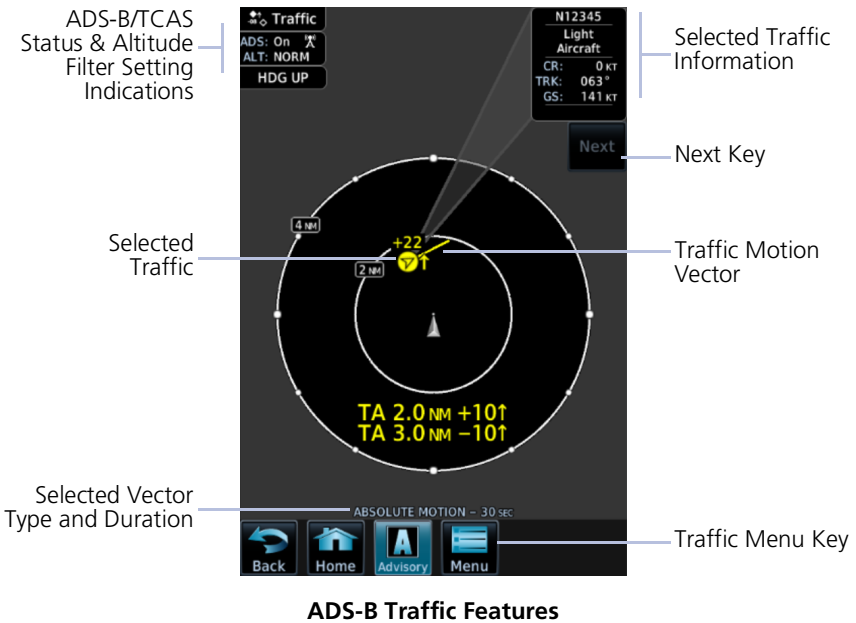 ADS-B/TCAS
Status & Altitude
Filter Setting
Indications
Traffic
ADS: On
ALT: NORM
HDG UP
N12345
Light
Aircraft
CR: 0 KT
TRK: 063°
GS: 141 KT
Selected Traffic
Information
Next
Next Key
4 NM
Selected
Traffic
+22
2 NM
Traffic Motion
Vector
TA 2.0 NM +10↑
TA 3.0 NM −10↑
Selected Vector
Type and Duration
ABSOLUTE MOTION – 30 SEC
Back
Home
A
Advisory
Menu
Traffic Menu Key
ADS-B Traffic Features